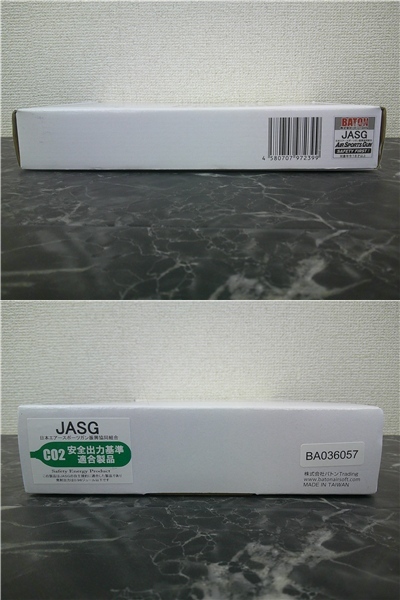 BATON
JASG
AIR SPORTS GUN
SAFETY FIRST
4 580707 972399
JASG
日本エアースポーツガン振興協同組合
CO2 安全出力基準
適合製品
Safety Energy Product
BA036057
株式会社バトンTrading
www.batonairsoft.com
MADE IN TAIWAN